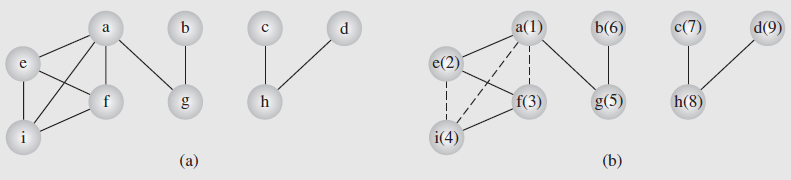 a b c d
e
f g h
i
(a)
a(1) b(6) c(7) d(9)
e(2)
f(3) g(5) h(8)
i(4)
(b)